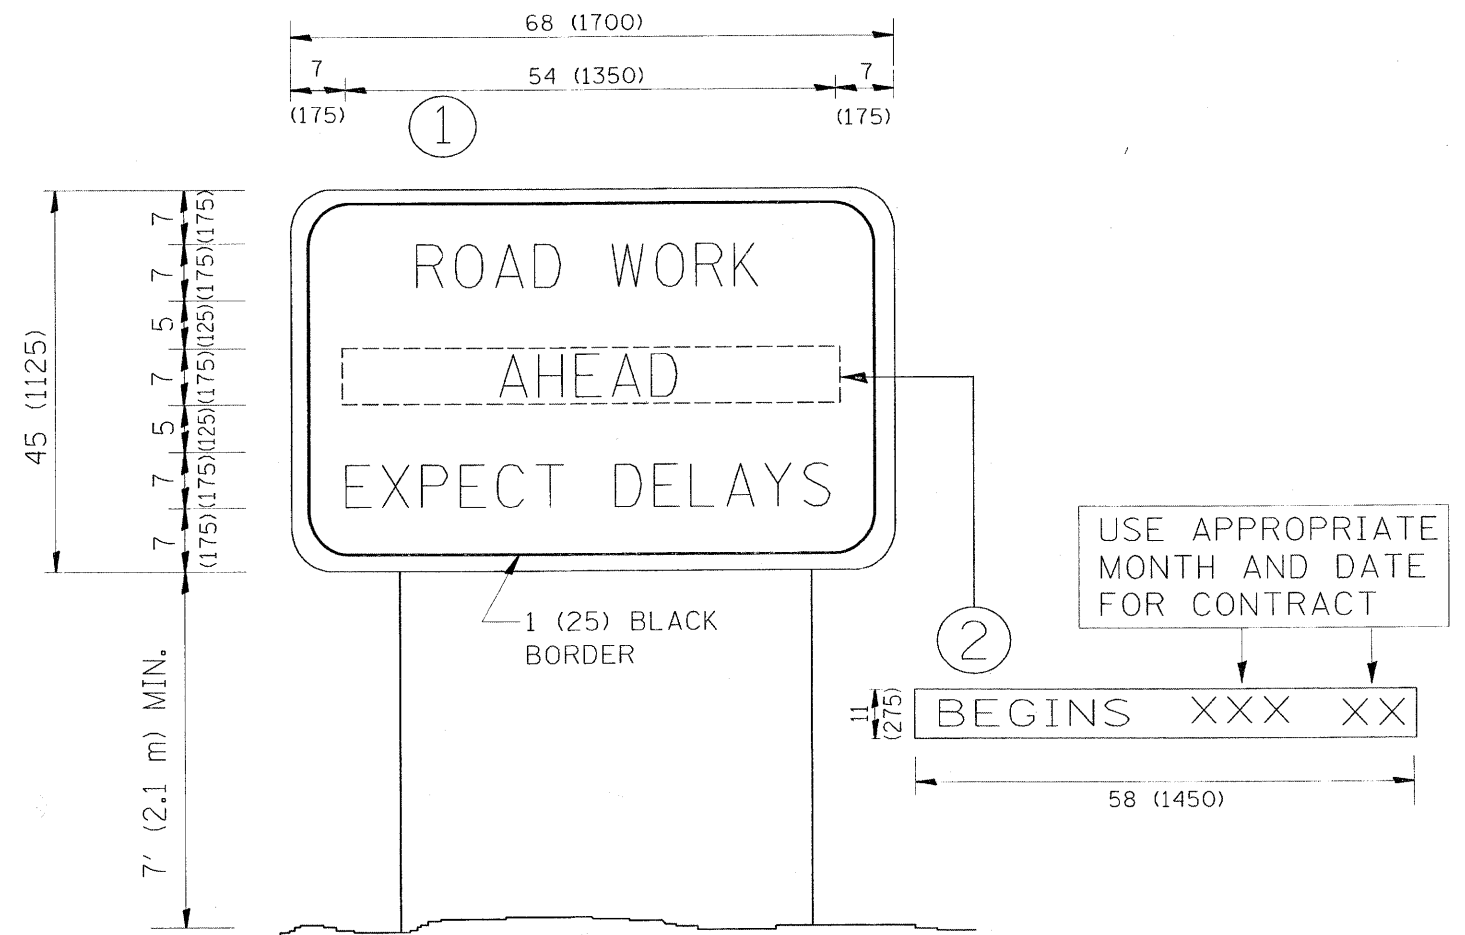 68 (1700)
7
54 (1350)
7
(175)
(175)
1
45 (1125)
7 (175)
7 (175)
5 (125)
7 (175)
5 (125)
7 (175)
7 (175)
ROAD WORK
AHEAD
EXPECT DELAYS
1 (25) BLACK
BORDER
7' (2.1 m) MIN.
2
USE APPROPRIATE
MONTH AND DATE
FOR CONTRACT
11
(275)
BEGINS XXX XX
58 (1450)